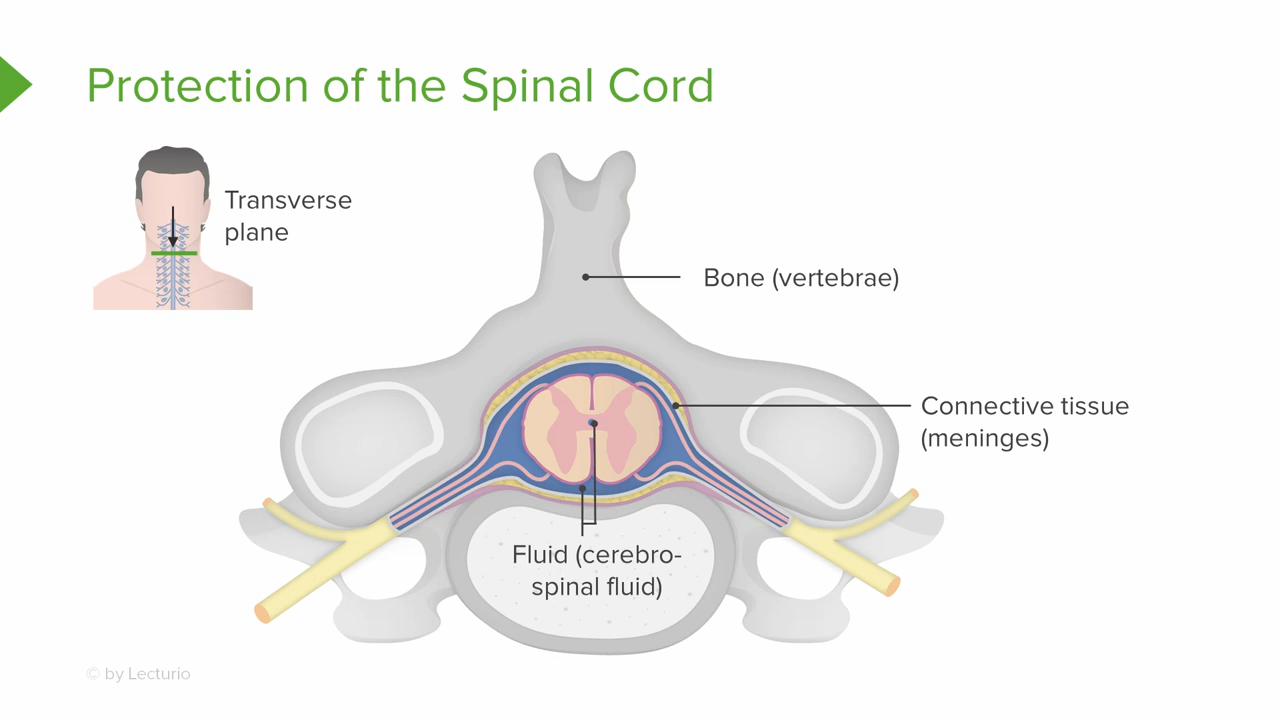 Protection of the Spinal Cord
Transverse
plane
Bone (vertebrae)
Connective tissue
(meninges)
Fluid (cerebro-
spinal fluid)
© by Lecturio